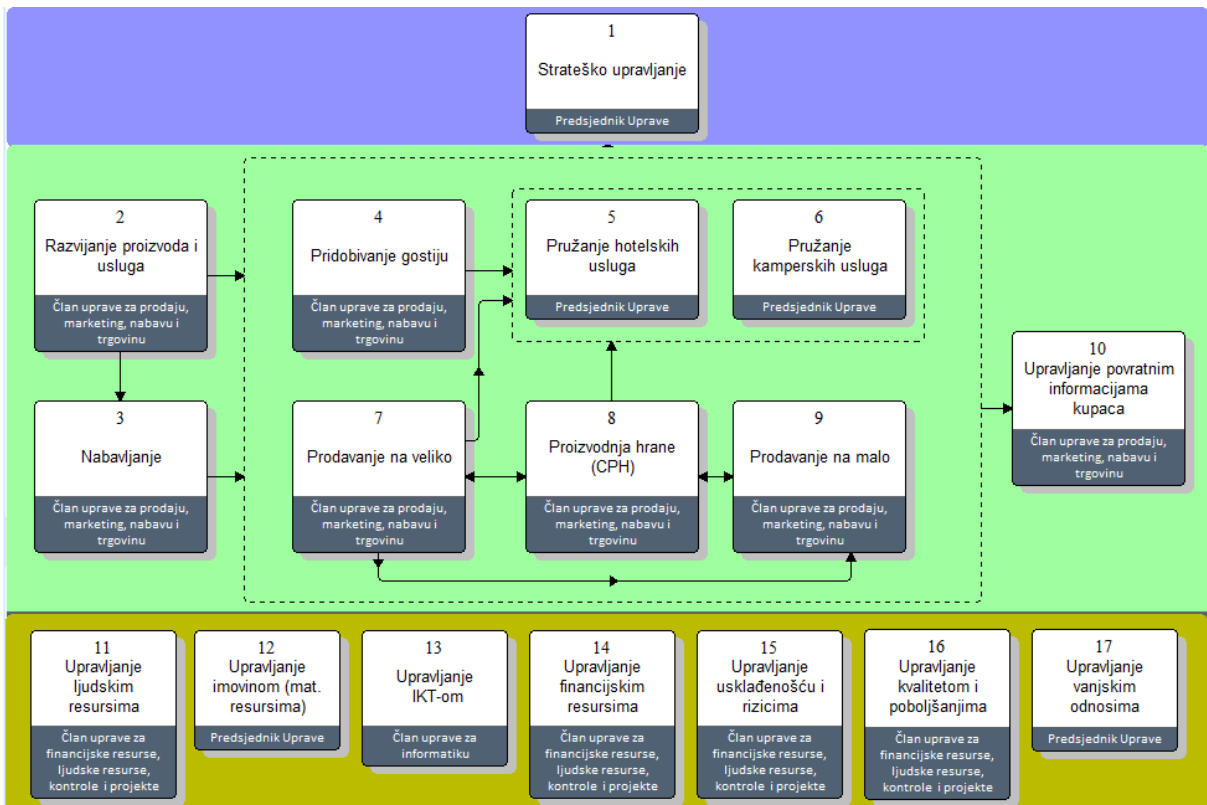 1
Strateško upravljanje
Predsjednik Uprave
2
Razvijanje proizvoda i
usluga
Član uprave za prodaju,
marketing, nabavu i
trgovinu
4
Pridobivanje gostiju
Član uprave za prodaju,
marketing, nabavu i
trgovinu
5
Pružanje hotelskih
usluga
Predsjednik Uprave
6
Pružanje
kamperskih usluga
Predsjednik Uprave
3
Nabavljanje
Član uprave za prodaju,
marketing, nabavu i
trgovinu
7
Prodavanje na veliko
Član uprave za prodaju,
marketing, nabavu i
trgovinu
8
Proizvodnja hrane
(CPH)
Član uprave za prodaju,
marketing, nabavu i
trgovinu
9
Prodavanje na malo
Član uprave za prodaju,
marketing, nabavu i
trgovinu
10
Upravljanje povratnim
informacijama
kupaca
Član uprave za prodaju,
marketing, nabavu i
trgovinu
11
Upravljanje
ljudskim
resursima
Član uprave za
financijske resurse,
ljudske resurse,
kontrole i projekte
12
Upravljanje
imovinom (mat.
resursima)
Predsjednik Uprave
13
Upravljanje
IKT-om
Član uprave za
informatiku
14
Upravljanje
financijskim
resursima
Član uprave za
financijske resurse,
ljudske resurse,
kontrole i projekte
15
Upravljanje
usklađenošću i
rizicima
Član uprave za
financijske resurse,
ljudske resurse,
kontrole i projekte
16
Upravljanje
kvalitetom i
poboljšanjima
Član uprave za
financijske resurse,
ljudske resurse,
kontrole i projekte
17
Upravljanje
vanjskim
odnosima
Predsjednik Uprave